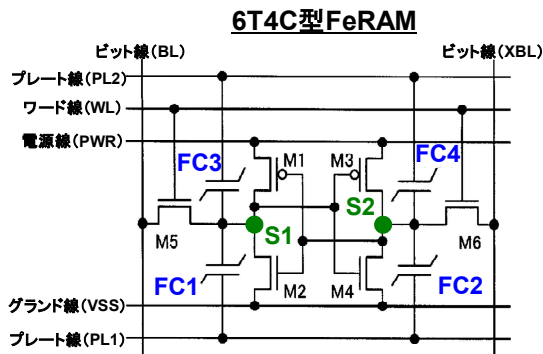 6T4C型FeRAM
ビット線(BL)
ビット線(XBL)
プレート線(PL2)
ワード線(WL)
電源線(PWR)
FC3
M1
M3
FC4
S1
S2
M5
M6
FC1
M2
M4
FC2
グランド線(VSS)
プレート線(PL1)